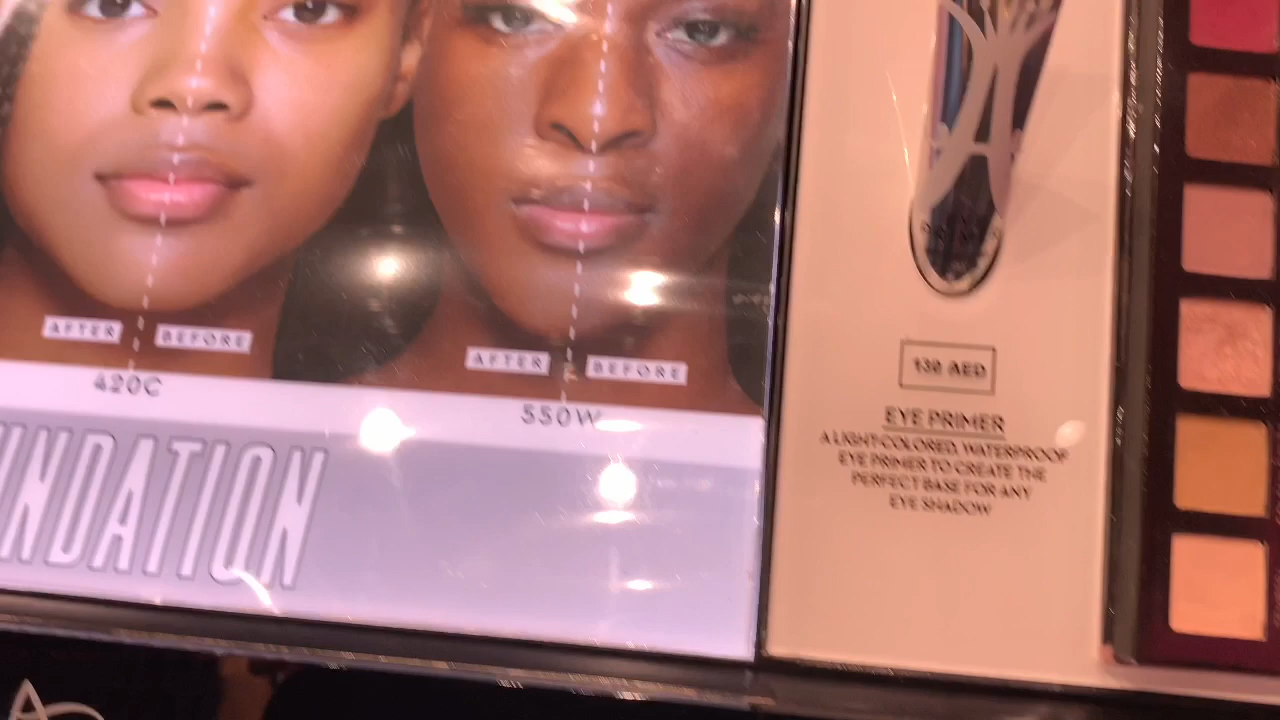 AFTER BEFORE
420C
AFTER BEFORE
550W
UNDATION
130 AED
EYE PRIMER
A LIGHT-COLORED, WATERPROOF
EYE PRIMER TO CREATE THE
PERFECT BASE FOR ANY
EYE SHADOW